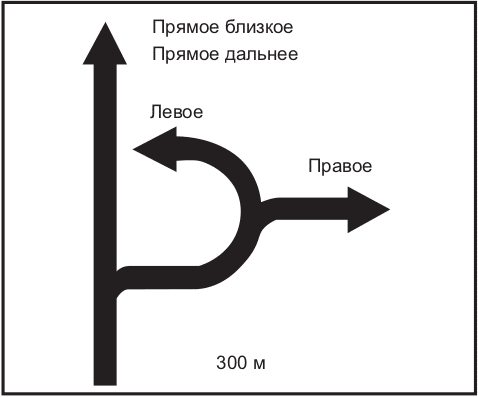 Прямое близкое
Прямое дальнее
Левое
Правое
300 м